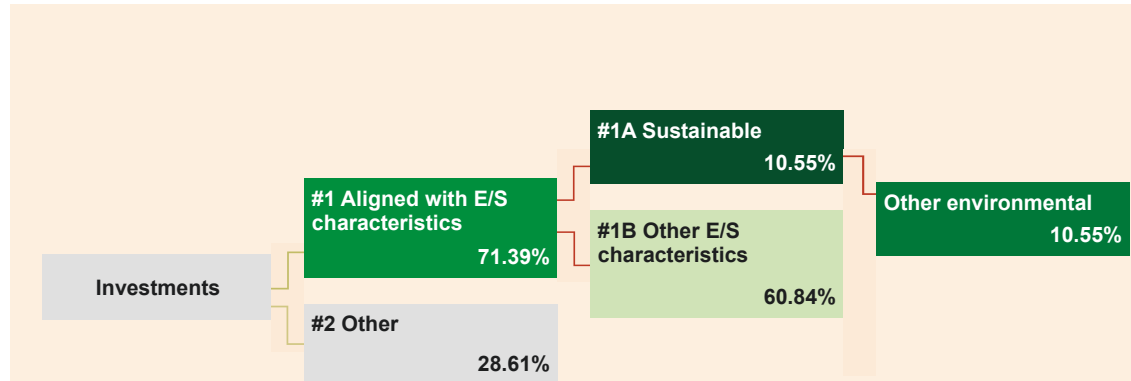 Investments
#1 Aligned with E/S
characteristics
71.39%
#2 Other
28.61%
#1A Sustainable
10.55%
#1B Other E/S
characteristics
60.84%
Other environmental
10.55%